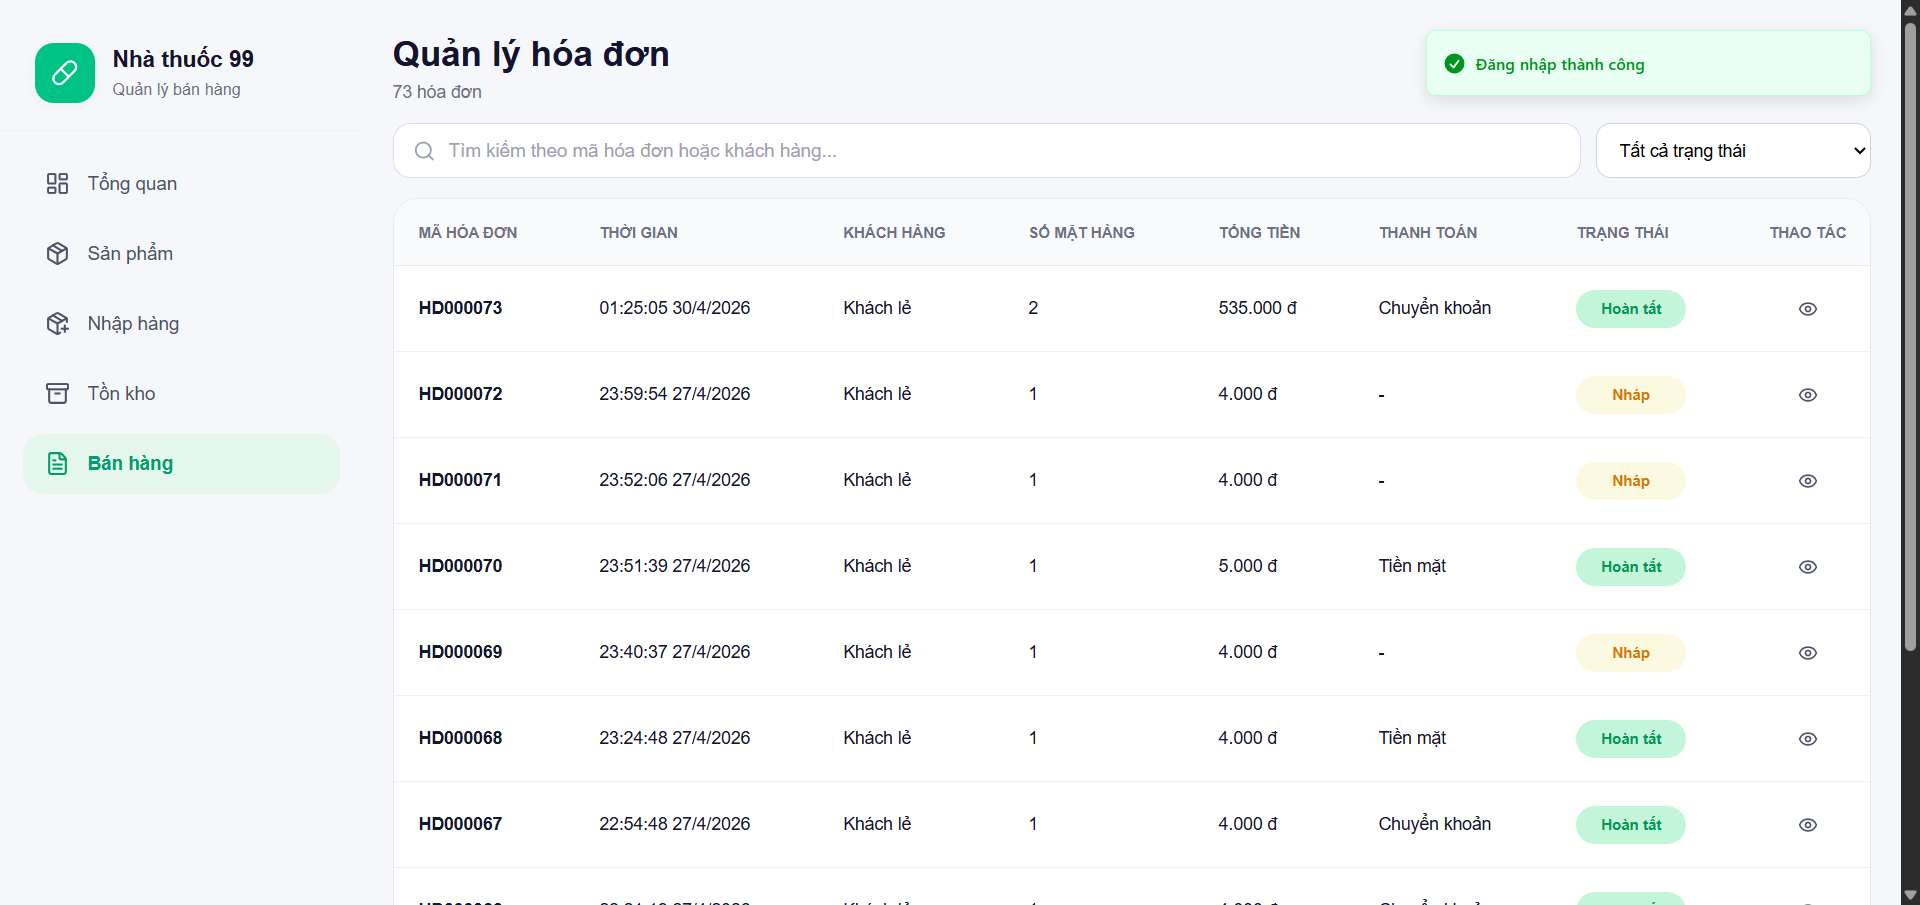 Nhà thuốc 99
Quản lý bán hàng
Tổng quan
Sản phẩm
Nhập hàng
Tồn kho
Bán hàng
Quản lý hóa đơn
73 hóa đơn
Đăng nhập thành công
Tìm kiếm theo mã hóa đơn hoặc khách hàng...
Tất cả trạng thái
MÃ HÓA ĐƠN THỜI GIAN KHÁCH HÀNG SỐ MẶT HÀNG TỔNG TIỀN THANH TOÁN TRẠNG THÁI THAO TÁC
HD000073 01:25:05 30/4/2026 Khách lẻ 2 535.000 đ Chuyển khoản Hoàn tất
HD000072 23:59:54 27/4/2026 Khách lẻ 1 4.000 đ - Nháp
HD000071 23:52:06 27/4/2026 Khách lẻ 1 4.000 đ - Nháp
HD000070 23:51:39 27/4/2026 Khách lẻ 1 5.000 đ Tiền mặt Hoàn tất
HD000069 23:40:37 27/4/2026 Khách lẻ 1 4.000 đ - Nháp
HD000068 23:24:48 27/4/2026 Khách lẻ 1 4.000 đ Tiền mặt Hoàn tất
HD000067 22:54:48 27/4/2026 Khách lẻ 1 4.000 đ Chuyển khoản Hoàn tất